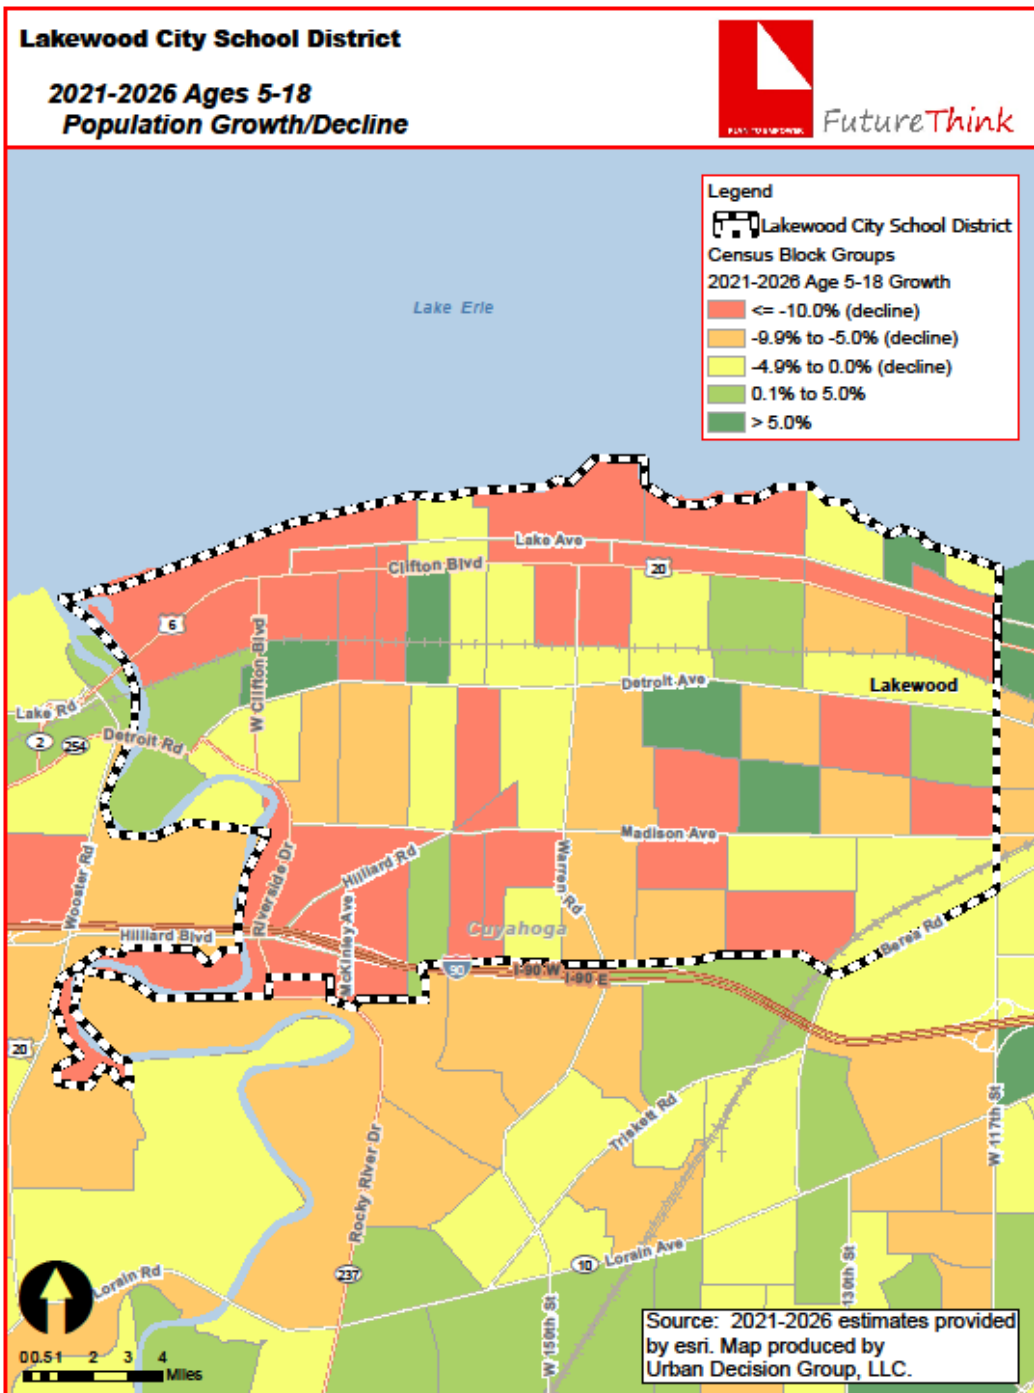 Lakewood City School District
2021-2026 Ages 5-18
Population Growth/Decline
PLAN TO EMPOWER
FutureThink
Legend
Lakewood City School District
Census Block Groups
2021-2026 Age 5-18 Growth
<= -10.0% (decline)
-9.9% to -5.0% (decline)
-4.9% to 0.0% (decline)
0.1% to 5.0%
> 5.0%
Lake Erie
Lake Ave
Clifton Blvd
20
6
W Clifton Blvd
Detroit Ave
Lakewood
Lake Rd
2
254
Detroit Rd
Madison Ave
Wooster Rd
Riverside Dr
Hilliard Rd
Warren Rd
McKinley Ave
Cuyahoga
Hilliard Blvd
Berea Rd
90
I-90 W
I-90 E
20
W 117th St
Triskett Rd
Rocky River Dr
Lorain Ave
10
237
Lorain Rd
130th St
W 150th St
0 0.5 1 2 3 4
Miles
Source: 2021-2026 estimates provided
by esri. Map produced by
Urban Decision Group, LLC.